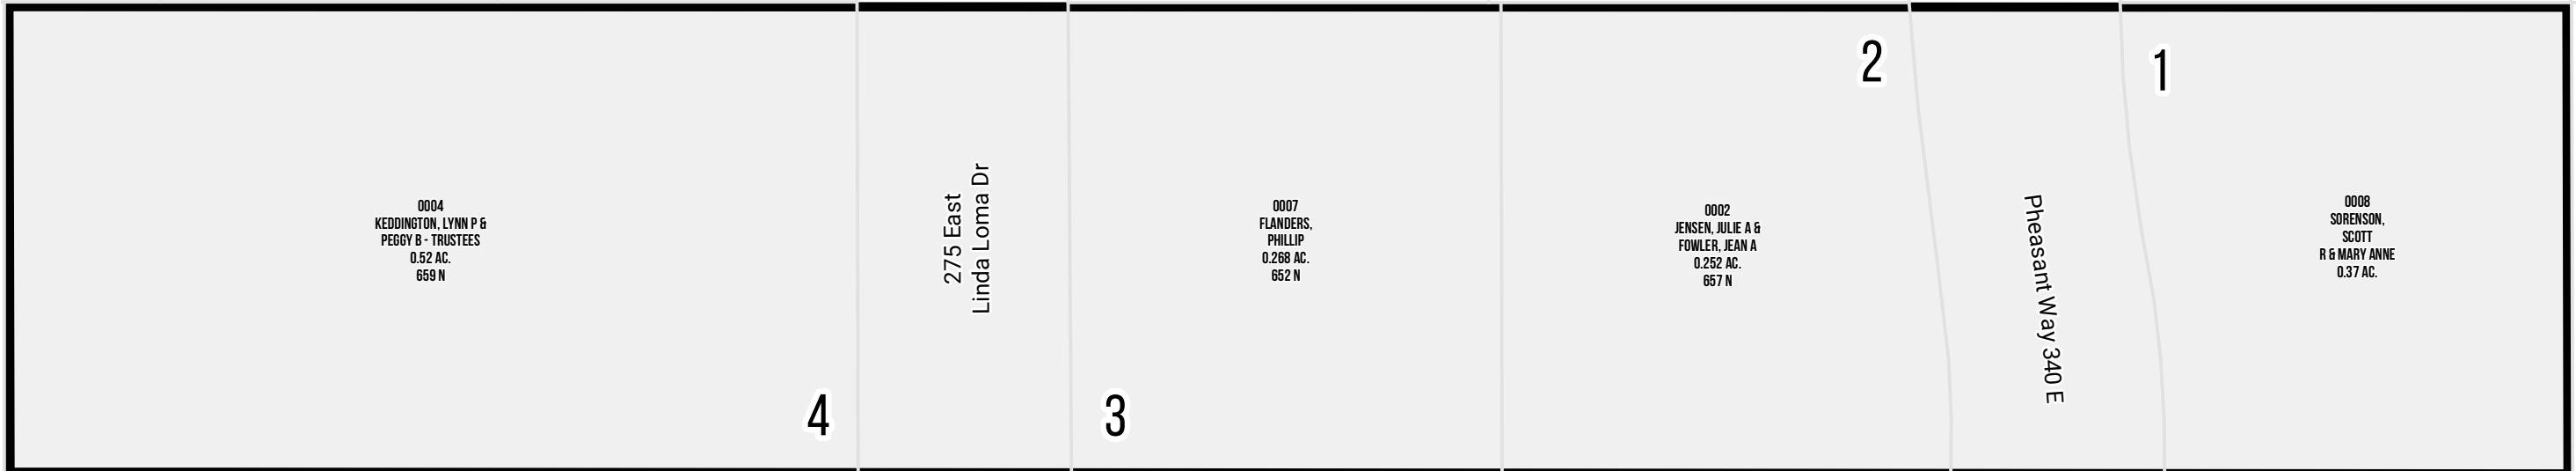 0004
KEDDINGTON, LYNN P &
PEGGY B - TRUSTEES
0.52 AC.
659 N
4
275 East
Linda Loma Dr
3
0007
FLANDERS,
PHILLIP
0.268 AC.
652 N
2
0002
JENSEN, JULIE A &
FOWLER, JEAN A
0.252 AC.
657 N
Pheasant Way 340 E
1
0008
SORENSON,
SCOTT
R & MARY ANNE
0.37 AC.